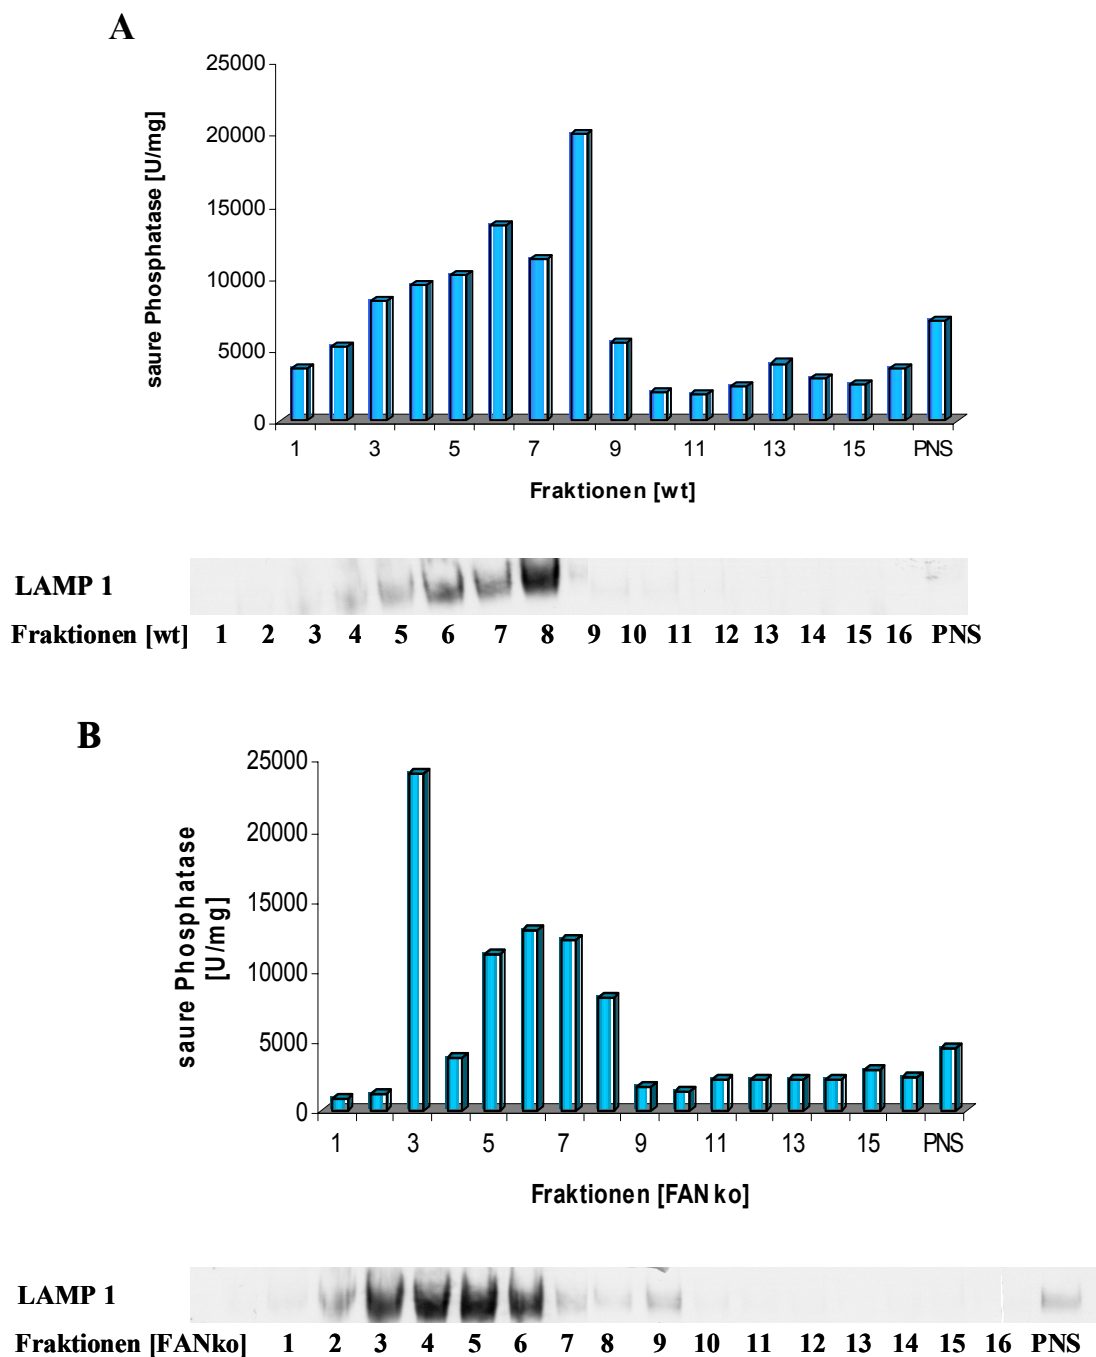 A
25000
20000
15000
10000
5000
0
saure Phosphatase [U/mg]
1 3 5 7 9 11 13 15 PNS
Fraktionen [wt]
LAMP 1
Fraktionen [wt] 1 2 3 4 5 6 7 8 9 10 11 12 13 14 15 16 PNS
B
25000
20000
15000
10000
5000
0
saure Phosphatase
[U/mg]
1 3 5 7 9 11 13 15 PNS
Fraktionen [FAN ko]
LAMP 1
Fraktionen [FANko] 1 2 3 4 5 6 7 8 9 10 11 12 13 14 15 16 PNS